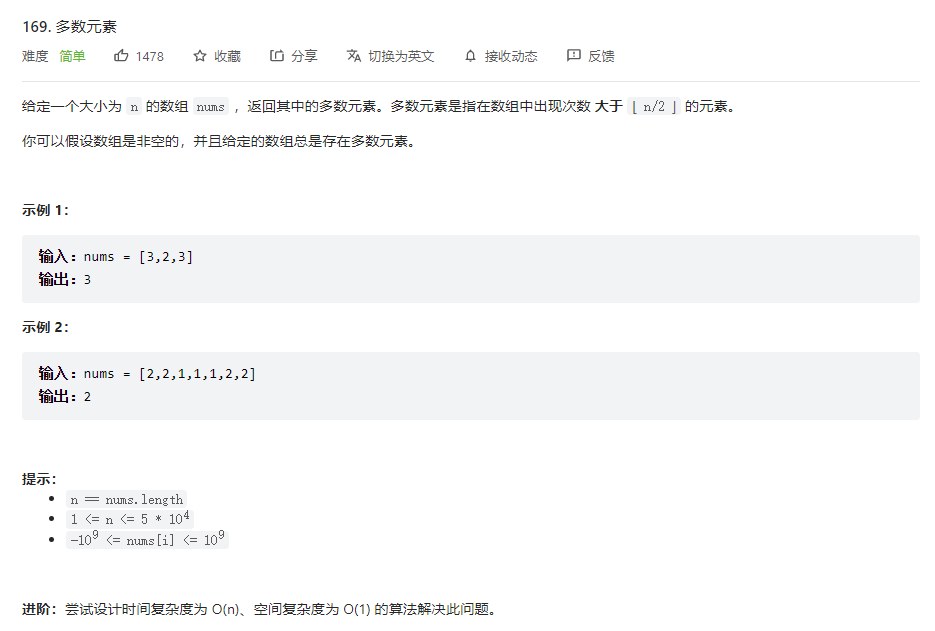 169. 多数元素
难度 简单 1478 收藏 分享 切换为英文 接收动态 反馈
给定一个大小为 n 的数组 nums ，返回其中的多数元素。多数元素是指在数组中出现次数 大于 ⌊ n/2 ⌋ 的元素。
你可以假设数组是非空的，并且给定的数组总是存在多数元素。
示例 1：
输入：nums = [3,2,3]
输出：3
示例 2：
输入：nums = [2,2,1,1,1,2,2]
输出：2
提示：
n == nums.length
1 <= n <= 5 * 10⁴
-10⁹ <= nums[i] <= 10⁹
进阶：尝试设计时间复杂度为 O(n)、空间复杂度为 O(1) 的算法解决此问题。